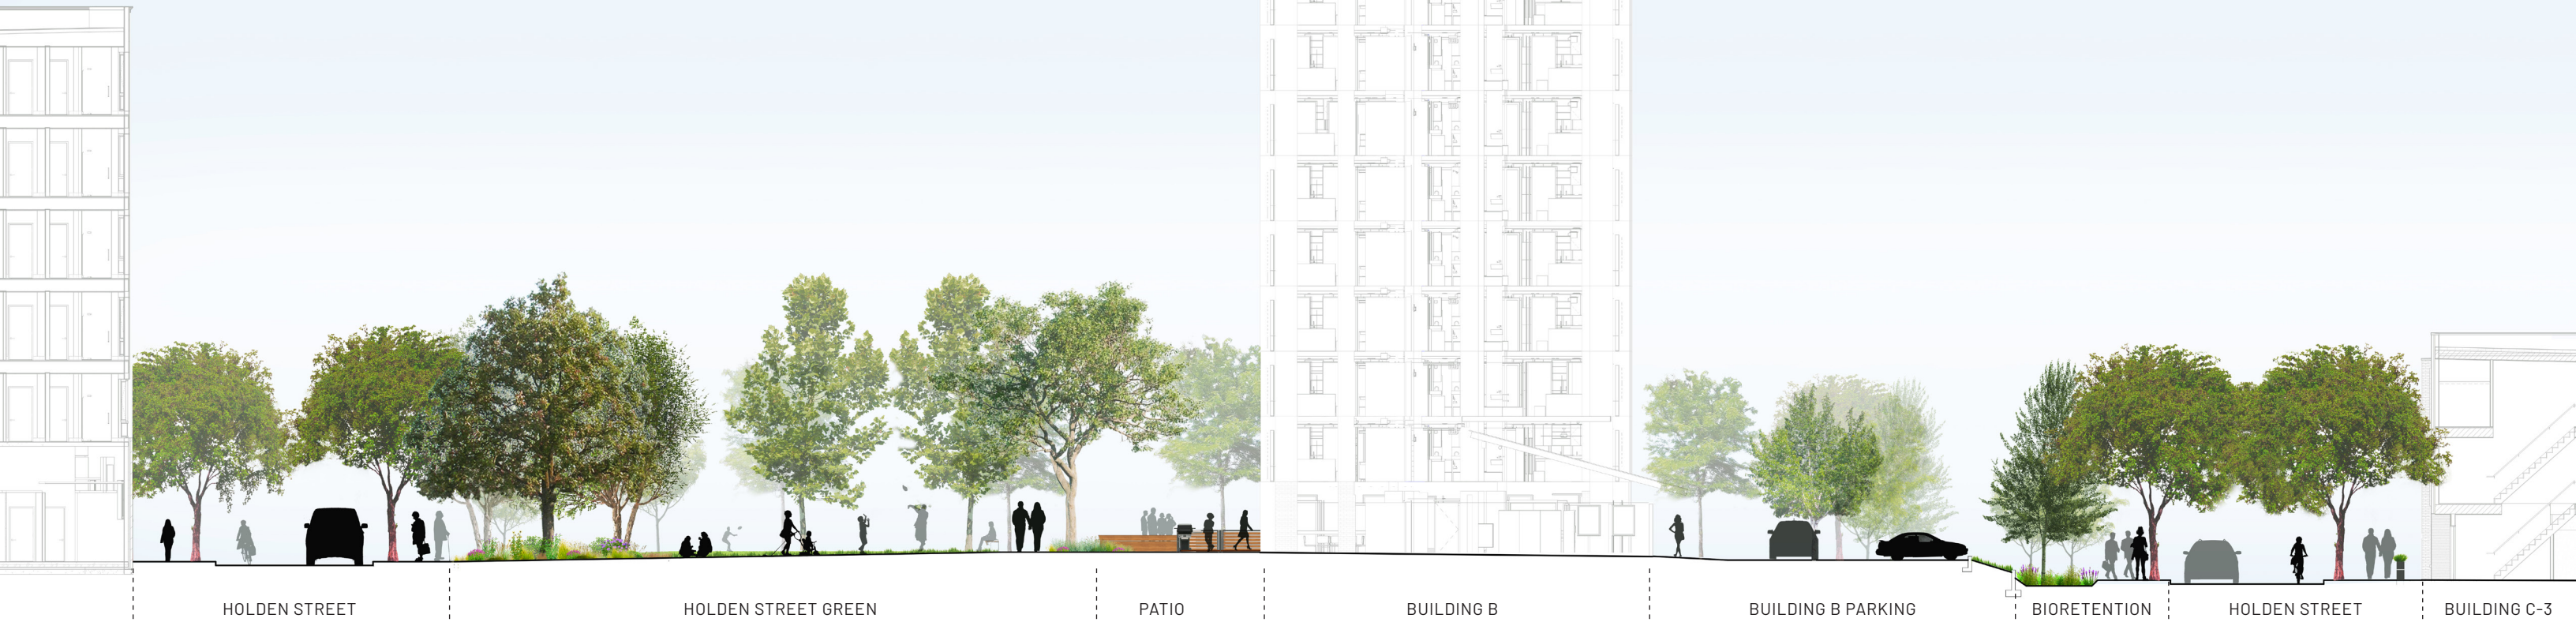 HOLDEN STREET
HOLDEN STREET GREEN
PATIO
BUILDING B
BUILDING B PARKING
BIORETENTION
HOLDEN STREET
BUILDING C-3